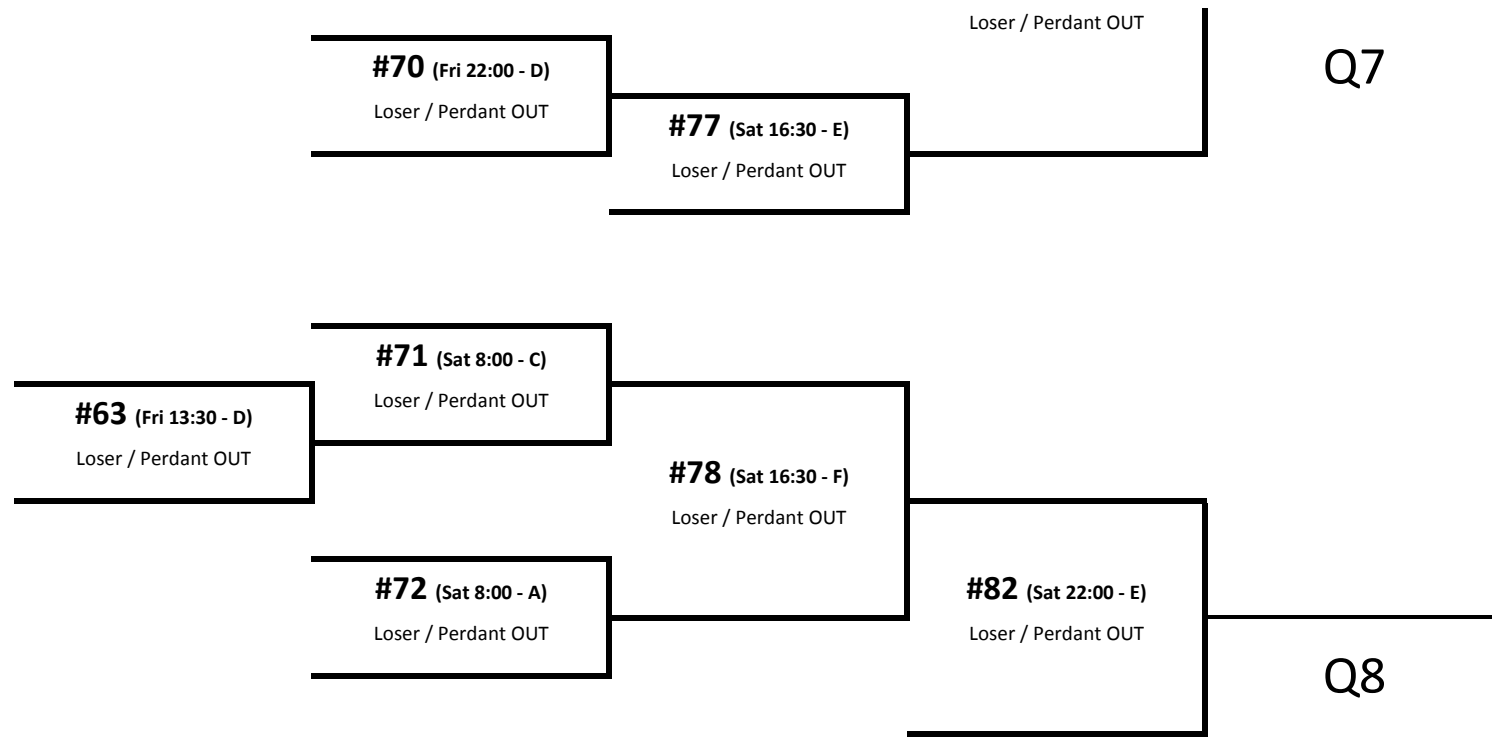 Loser / Perdant OUT
Q7
#70 (Fri 22:00 - D)
Loser / Perdant OUT
#77 (Sat 16:30 - E)
Loser / Perdant OUT
#71 (Sat 8:00 - C)
Loser / Perdant OUT
#63 (Fri 13:30 - D)
Loser / Perdant OUT
#78 (Sat 16:30 - F)
Loser / Perdant OUT
#72 (Sat 8:00 - A)
Loser / Perdant OUT
#82 (Sat 22:00 - E)
Loser / Perdant OUT
Q8